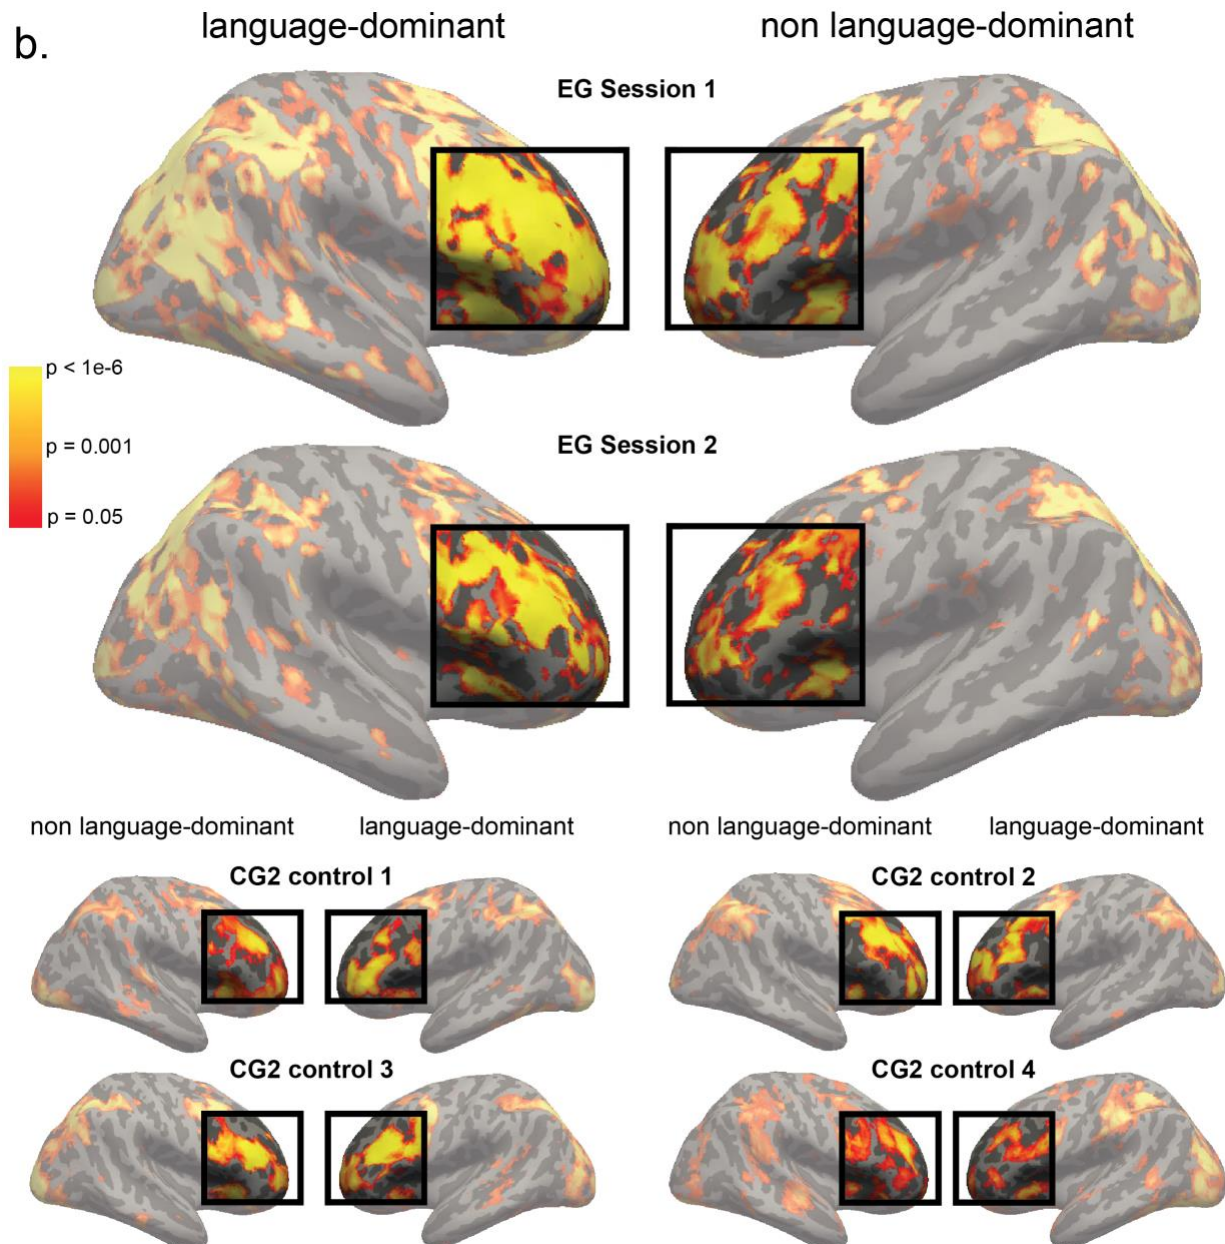 b.
language-dominant
non language-dominant
EG Session 1
p < 1e-6
p = 0.001
p = 0.05
EG Session 2
non language-dominant
language-dominant
non language-dominant
language-dominant
CG2 control 1
CG2 control 2
CG2 control 3
CG2 control 4